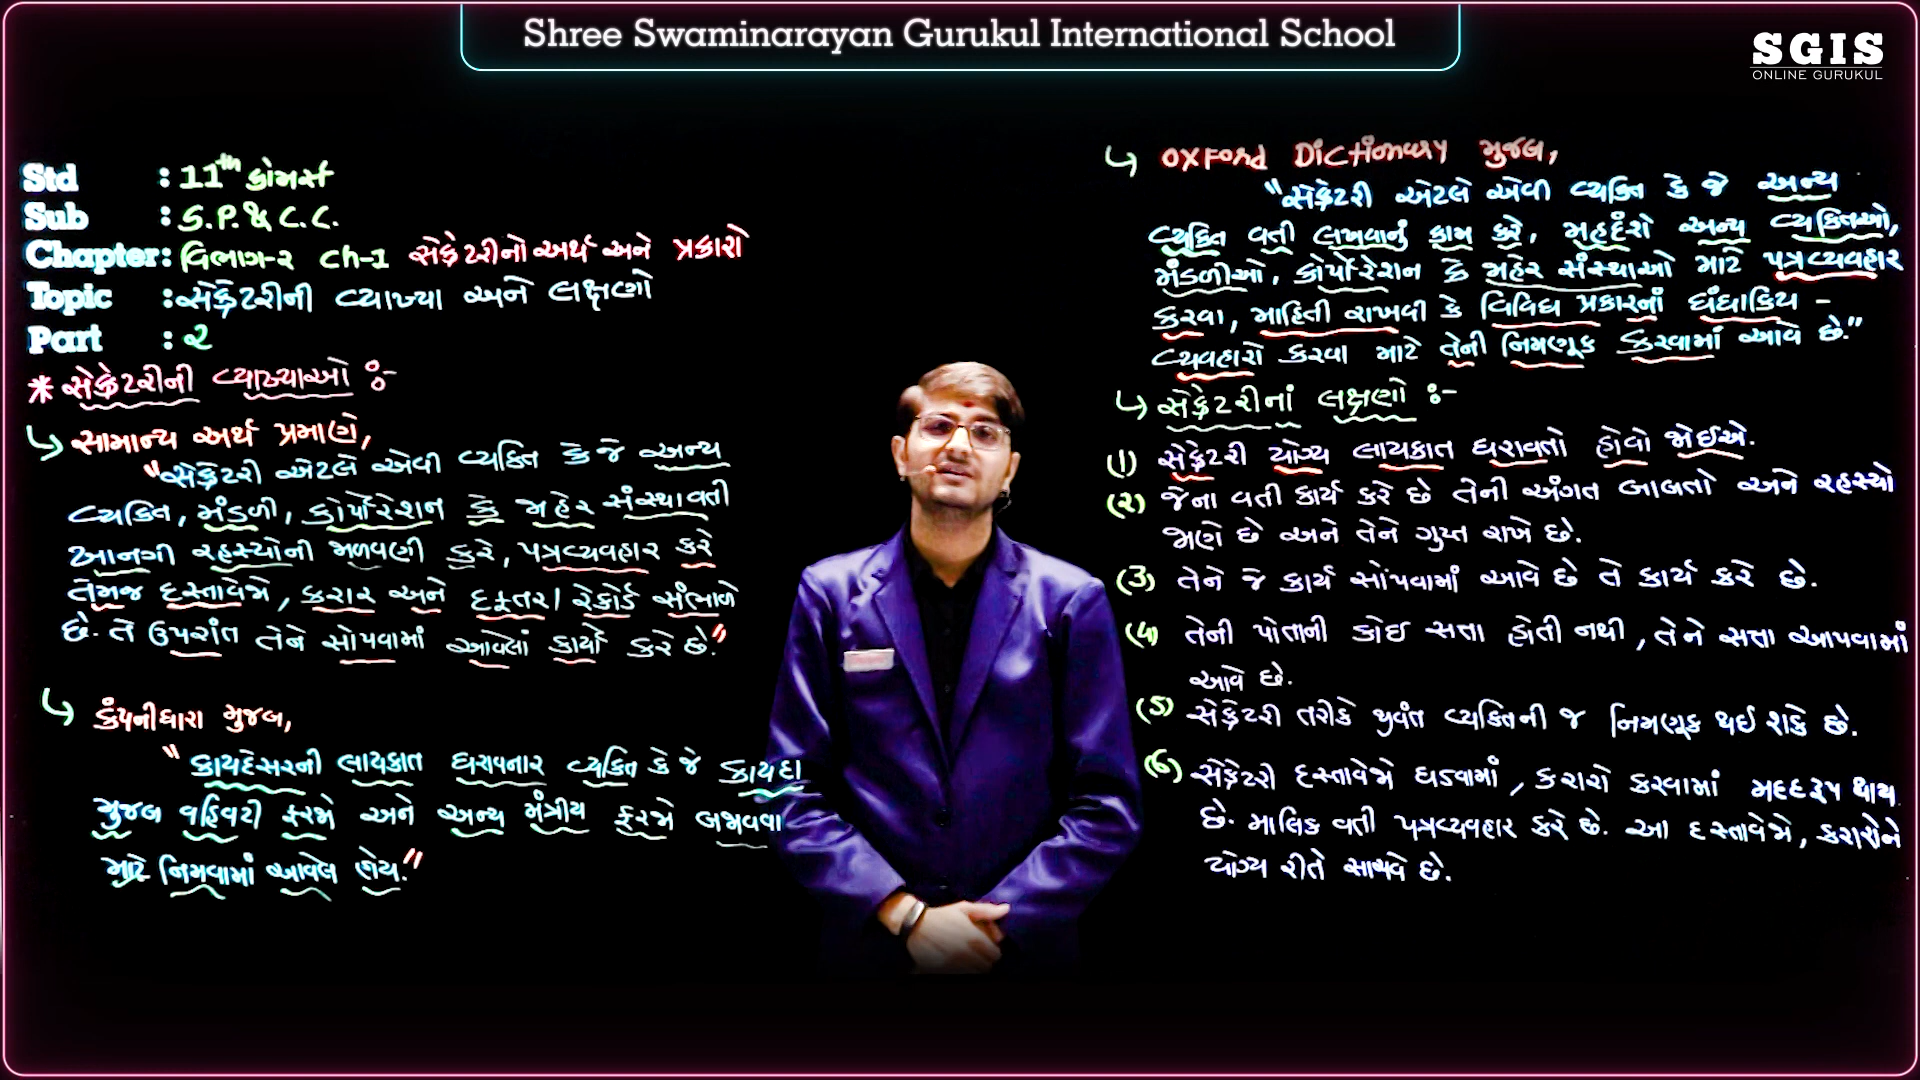 Shree Swaminarayan Gurukul International School
SGIS
ONLINE GURUKUL
Std : 11th કોમર્સ
Sub : S.P. & C.C.
Chapter: વિભાગ-૨ ch-1 સેક્રેટરીનો અર્થ અને પ્રકારો
Topic : સેક્રેટરીની વ્યાખ્યા અને લક્ષણો
Part : ૨
* સેક્રેટરીની વ્યાખ્યાઓ :-
↳ સામાન્ય અર્થ પ્રમાણે,
"સેક્રેટરી એટલે એવી વ્યક્તિ કે જે અન્ય
વ્યક્તિ, મંડળી, કોર્પોરેશન કે જાહેર સંસ્થાવતી
ખાનગી રહસ્યોની જાળવણી કરે, પત્રવ્યવહાર કરે
તેમજ દસ્તાવેજો, કરાર અને દફતર/રેકોર્ડ સંભાળે
છે. તે ઉપરાંત તેને સોંપવામાં આવેલાં કાર્યો કરે છે."
↳ કંપનીધારા મુજબ,
"કાયદેસરની લાયકાત ધરાવનાર વ્યક્તિ કે જે કાયદા
મુજબ વહિવટી ફરજો અને અન્ય મંત્રીય ફરજો બજાવવા
માટે નિમવામાં આવેલ હોય."
↳ Oxford Dictionary મુજબ,
"સેક્રેટરી એટલે એવી વ્યક્તિ કે જે અન્ય
વ્યક્તિ વતી લખવાનું કામ કરે, મહદંશે અન્ય વ્યક્તિઓ,
મંડળીઓ, કોર્પોરેશન કે જાહેર સંસ્થાઓ માટે પત્રવ્યવહાર
કરવા, માહિતી રાખવી કે વિવિધ પ્રકારનાં ધંધાકિય -
વ્યવહારો કરવા માટે તેની નિમણૂક કરવામાં આવે છે."
↳ સેક્રેટરીનાં લક્ષણો :-
(1) સેક્રેટરી યોગ્ય લાયકાત ધરાવતો હોવો જોઈએ.
(૨) જેના વતી કાર્ય કરે છે તેની અંગત બાબતો અને રહસ્યો
જાણે છે અને તેને ગુપ્ત રાખે છે.
(3) તેને જે કાર્ય સોંપવામાં આવે છે તે કાર્ય કરે છે.
(4) તેની પોતાની કોઇ સત્તા હોતી નથી, તેને સત્તા આપવામાં
આવે છે.
(5) સેક્રેટરી તરીકે જીવંત વ્યક્તિની જ નિમણૂક થઈ શકે છે.
(6) સેક્રેટરી દસ્તાવેજો ઘડવામાં, કરારો કરવામાં મદદરૂપ થાય
છે. માલિક વતી પત્રવ્યવહાર કરે છે. આ દસ્તાવેજો, કરારોને
યોગ્ય રીતે સાચવે છે.